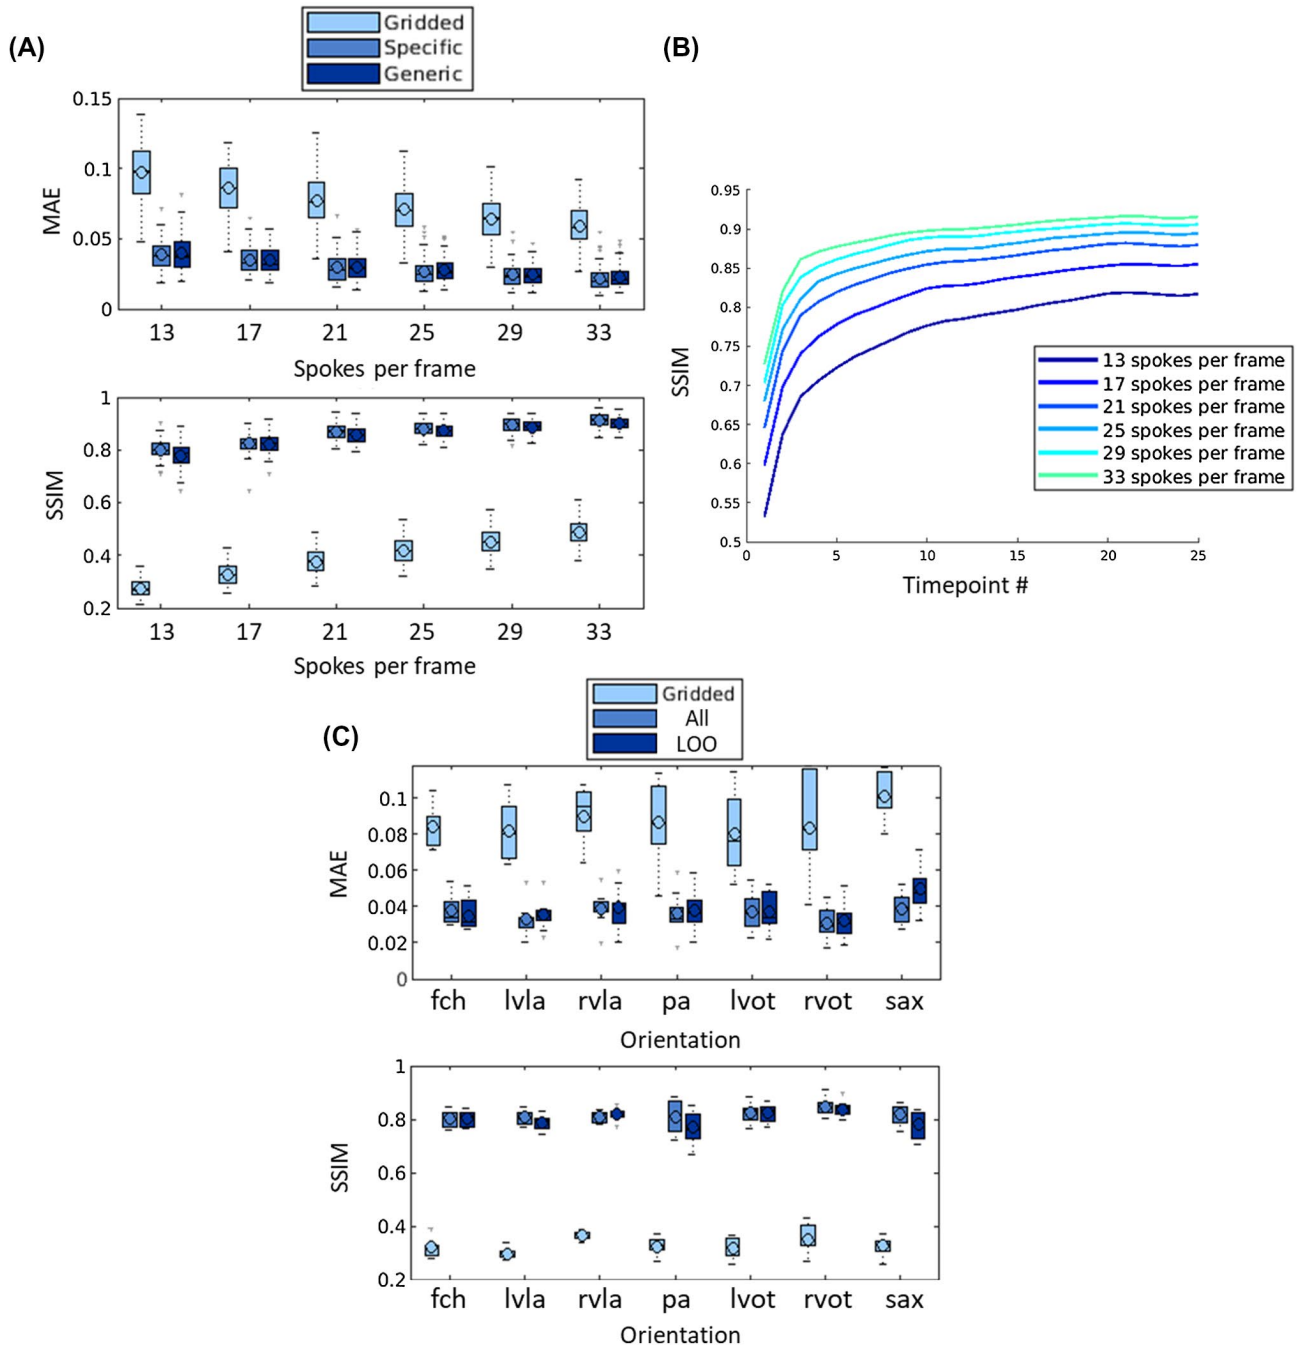 (A)
Gridded
Specific
Generic
MAE
0.15
0.1
0.05
0
13 17 21 25 29 33
Spokes per frame
SSIM
1
0.8
0.6
0.4
0.2
13 17 21 25 29 33
Spokes per frame
(B)
SSIM
0.95
0.9
0.85
0.8
0.75
0.7
0.65
0.6
0.55
0.5
0 5 10 15 20 25
Timepoint #
13 spokes per frame
17 spokes per frame
21 spokes per frame
25 spokes per frame
29 spokes per frame
33 spokes per frame
(C)
Gridded
All
LOO
MAE
0.1
0.08
0.06
0.04
0.02
0
fch lvla rvla pa lvot rvot sax
Orientation
SSIM
1
0.8
0.6
0.4
0.2
fch lvla rvla pa lvot rvot sax
Orientation